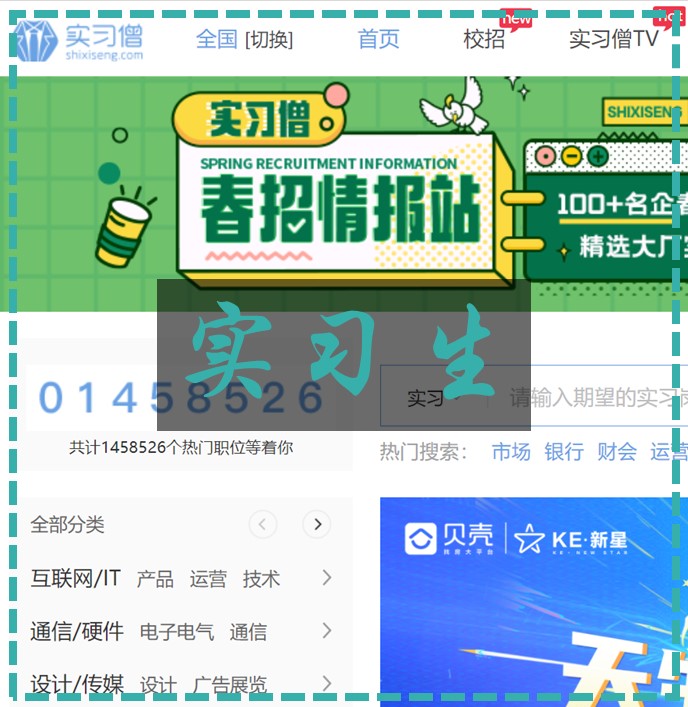 实习僧 全国 [切换] 首页 校招 new 实习僧TV hot
shixiseng.com
实习僧
SHIXISENG
SPRING RECRUITMENT INFORMATION
春招情报站
100+名企春
精选大厂
实习生
01458526
实习 请输入期望的实习岗
共计1458526个热门职位等着你
热门搜索： 市场 银行 财会 运营
全部分类
贝壳 KE·新星
找房大平台 KE·NEW STAR
互联网/IT 产品 运营 技术
通信/硬件 电子电气 通信
设计/传媒 设计 广告展览